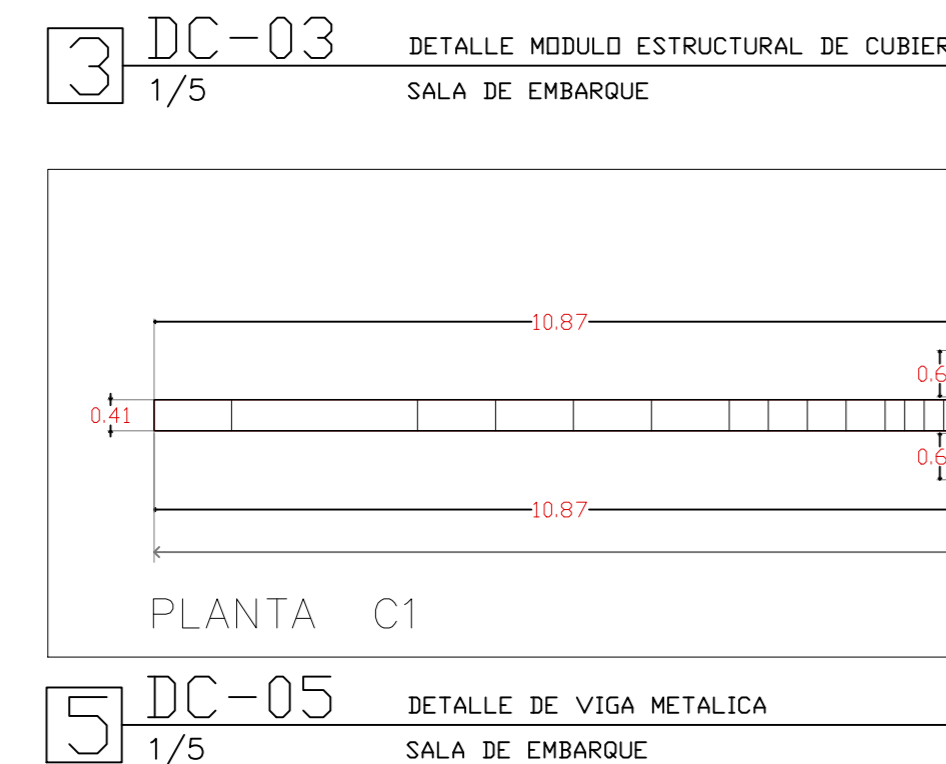 3 DC-03 DETALLE MODULO ESTRUCTURAL DE
1/5 SALA DE EMBARQUE
10.87
0.41
10.87
PLANTA C1
5 DC-05 DETALLE DE VIGA METALICA
1/5 SALA DE EMBARQUE